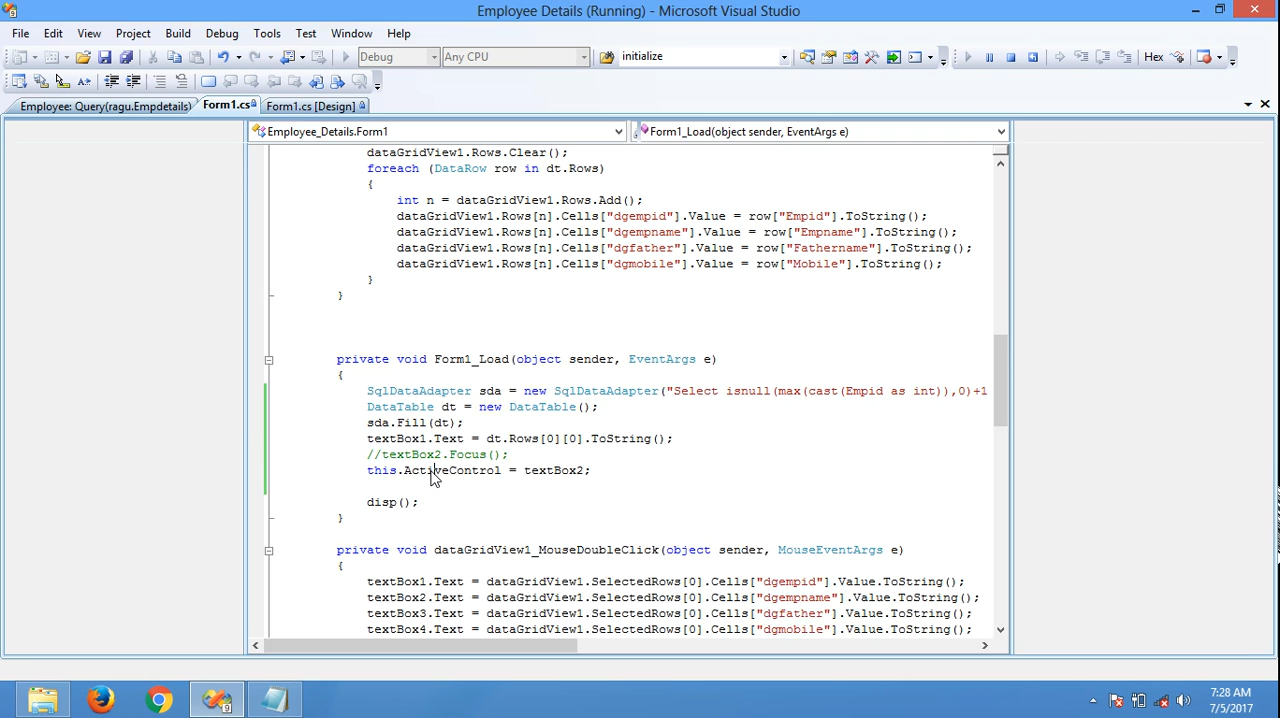 Employee Details (Running) - Microsoft Visual Studio
File Edit View Project Build Debug Tools Test Window Help
Debug Any CPU initialize Hex
Employee: Query(ragu.Empdetails) Form1.cs Form1.cs [Design]
Employee_Details.Form1 Form1_Load(object sender, EventArgs e)
dataGridView1.Rows.Clear();
foreach (DataRow row in dt.Rows)
{
int n = dataGridView1.Rows.Add();
dataGridView1.Rows[n].Cells["dgempid"].Value = row["Empid"].ToString();
dataGridView1.Rows[n].Cells["dgempname"].Value = row["Empname"].ToString();
dataGridView1.Rows[n].Cells["dgfather"].Value = row["Fathername"].ToString();
dataGridView1.Rows[n].Cells["dgmobile"].Value = row["Mobile"].ToString();
}
}
private void Form1_Load(object sender, EventArgs e)
{
SqlDataAdapter sda = new SqlDataAdapter("Select isnull(max(cast(Empid as int)),0)+1
DataTable dt = new DataTable();
sda.Fill(dt);
textBox1.Text = dt.Rows[0][0].ToString();
//textBox2.Focus();
this.ActiveControl = textBox2;
disp();
}
private void dataGridView1_MouseDoubleClick(object sender, MouseEventArgs e)
{
textBox1.Text = dataGridView1.SelectedRows[0].Cells["dgempid"].Value.ToString();
textBox2.Text = dataGridView1.SelectedRows[0].Cells["dgempname"].Value.ToString();
textBox3.Text = dataGridView1.SelectedRows[0].Cells["dgfather"].Value.ToString();
textBox4.Text = dataGridView1.SelectedRows[0].Cells["dgmobile"].Value.ToString();
7:28 AM
7/5/2017